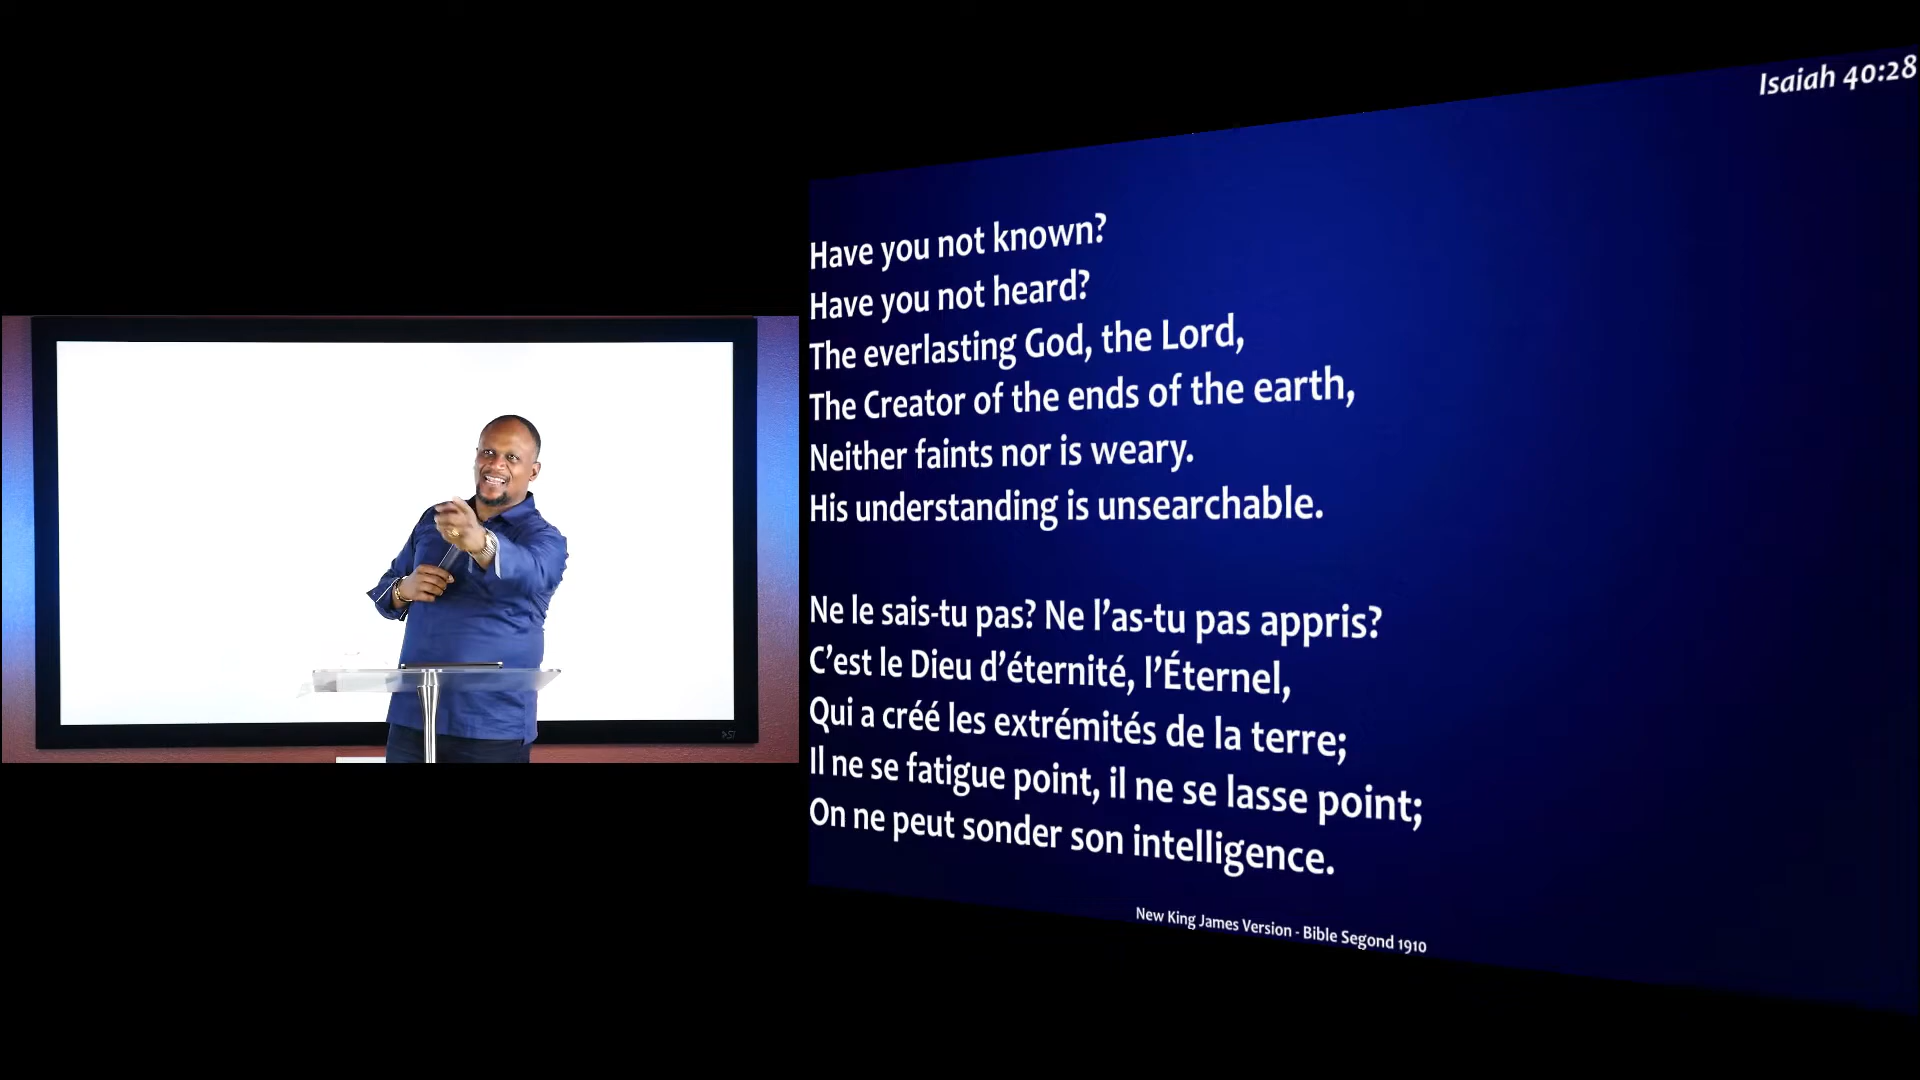 Isaiah 40:28
Have you not known?
Have you not heard?
The everlasting God, the Lord,
The Creator of the ends of the earth,
Neither faints nor is weary.
His understanding is unsearchable.
Ne le sais-tu pas? Ne l’as-tu pas appris?
C’est le Dieu d’éternité, l’Éternel,
Qui a créé les extrémités de la terre;
Il ne se fatigue point, il ne se lasse point;
On ne peut sonder son intelligence.
New King James Version - Bible Segond 1910